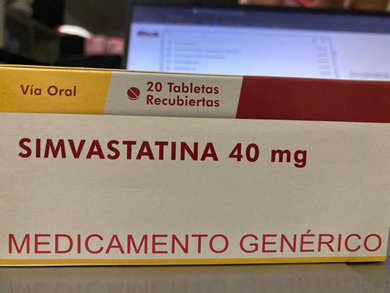 Vía Oral
20 Tabletas
Recubiertas
SIMVASTATINA 40 mg
MEDICAMENTO GENÉRICO